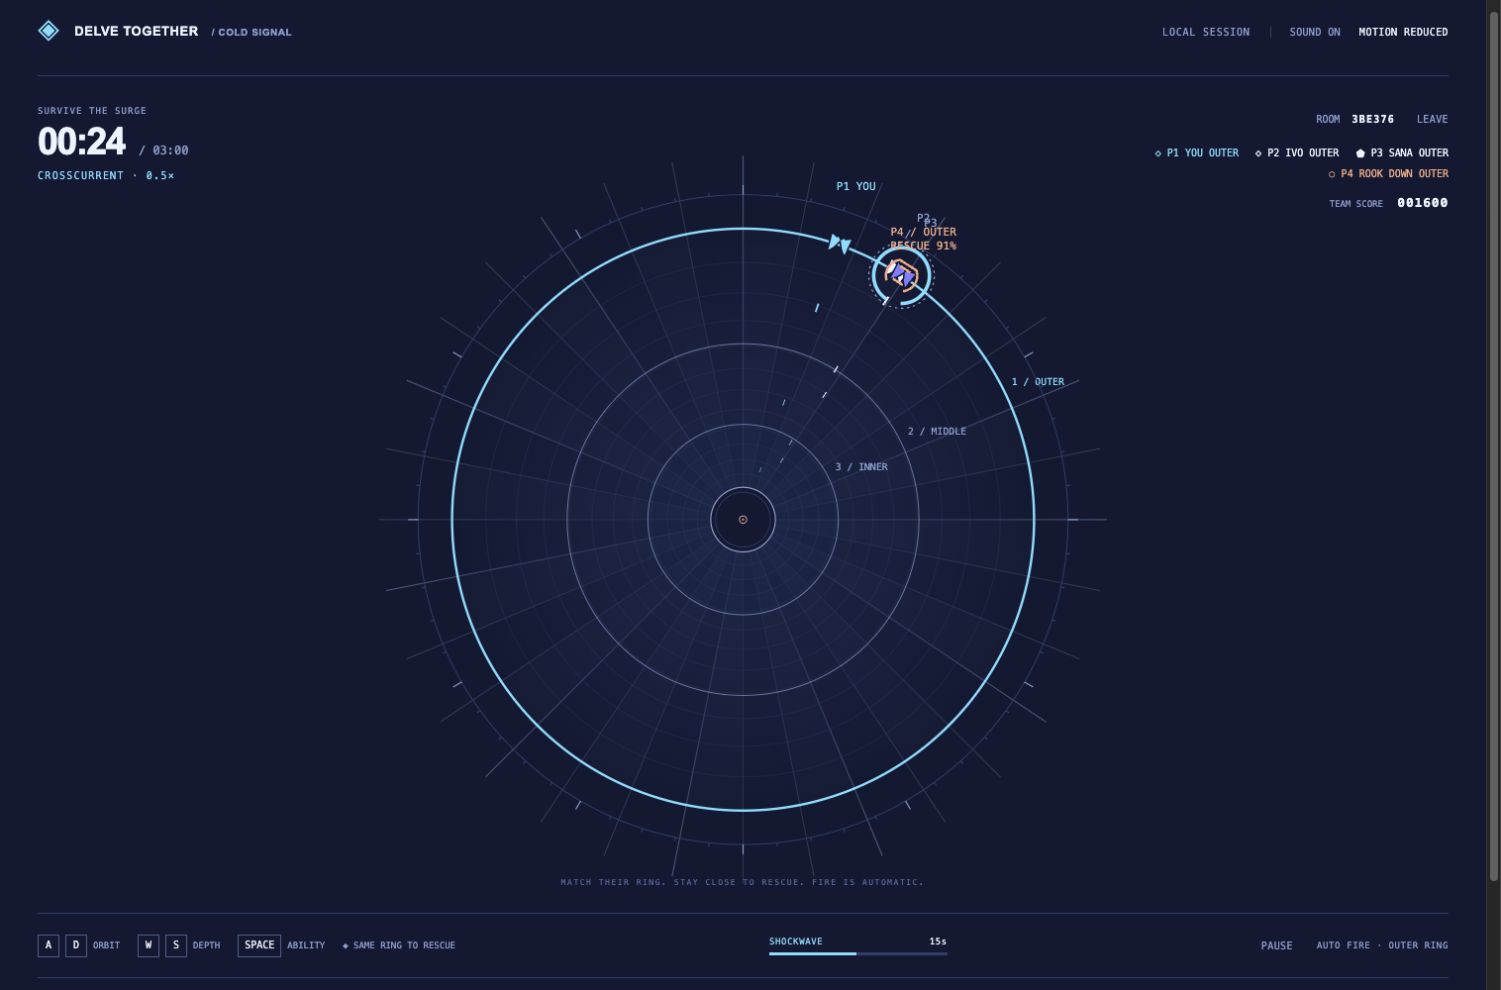 DELVE TOGETHER / COLD SIGNAL
LOCAL SESSION SOUND ON MOTION REDUCED
SURVIVE THE SURGE
00:24 / 03:00
CROSSCURRENT · 0.5×
ROOM 3BE376 LEAVE
P1 YOU OUTER P2 IVO OUTER P3 SANA OUTER
P4 ROOK DOWN OUTER
TEAM SCORE 001600
P1 YOU
P2
P3
P4 // OUTER
RESCUE 91%
1 / OUTER
2 / MIDDLE
3 / INNER
MATCH THEIR RING. STAY CLOSE TO RESCUE. FIRE IS AUTOMATIC.
A D ORBIT W S DEPTH SPACE ABILITY SAME RING TO RESCUE
SHOCKWAVE 15s
PAUSE AUTO FIRE · OUTER RING